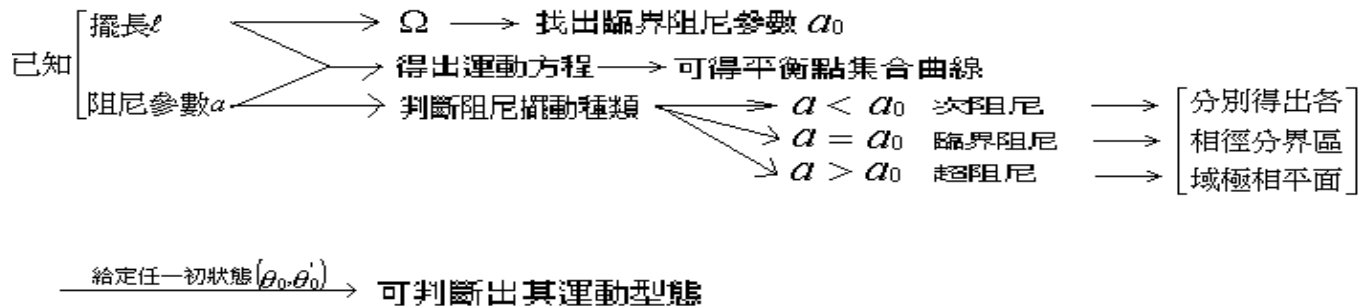 擺長ℓ → Ω → 找出臨界阻尼參數 a₀
已知 得出運動方程 → 可得平衡點集合曲線
阻尼參數a → 判斷阻尼擺動種類 → a < a₀ 次阻尼 → 分別得出各
a = a₀ 臨界阻尼 → 相徑分界區
a > a₀ 超阻尼 → 域極相平面
給定任一初狀態(θ₀,θ₀') → 可判斷出其運動型態